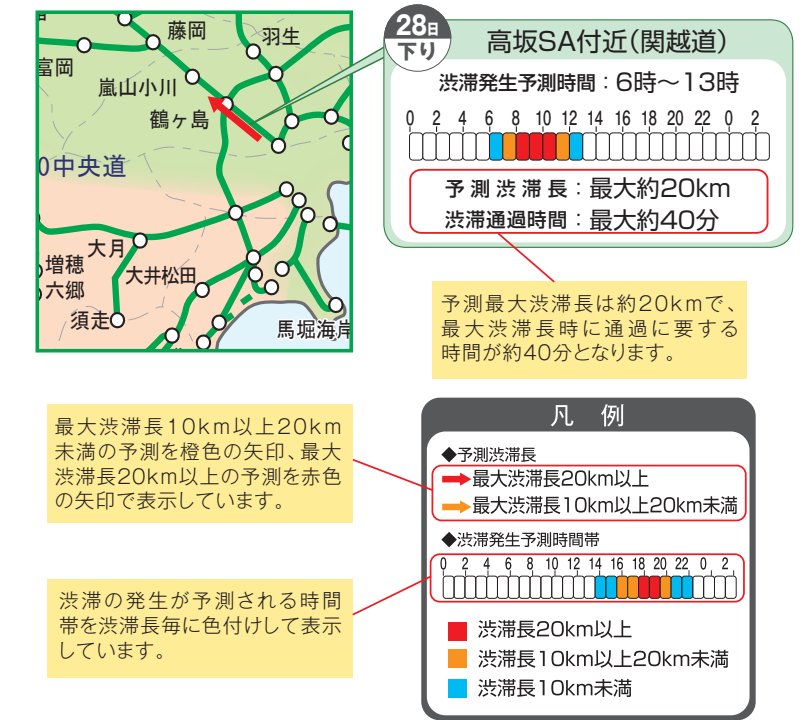 藤岡
羽生
富岡
嵐山小川
鶴ヶ島
0中央道
大月
増穂
大井松田
六郷
須走
馬堀海岸
28日
下り
高坂SA付近(関越道)
渋滞発生予測時間：6時〜13時
0 2 4 6 8 10 12 14 16 18 20 22 0 2
予測渋滞長：最大約20km
渋滞通過時間：最大約40分
予測最大渋滞長は約20kmで、
最大渋滞長時に通過に要する
時間が約40分となります。
最大渋滞長10km以上20km
未満の予測を橙色の矢印、最大
渋滞長20km以上の予測を赤色
の矢印で表示しています。
渋滞の発生が予測される時間
帯を渋滞長毎に色付けして表示
しています。
凡 例
◆予測渋滞長
最大渋滞長20km以上
最大渋滞長10km以上20km未満
◆渋滞発生予測時間帯
0 2 4 6 8 10 12 14 16 18 20 22 0 2
渋滞長20km以上
渋滞長10km以上20km未満
渋滞長10km未満